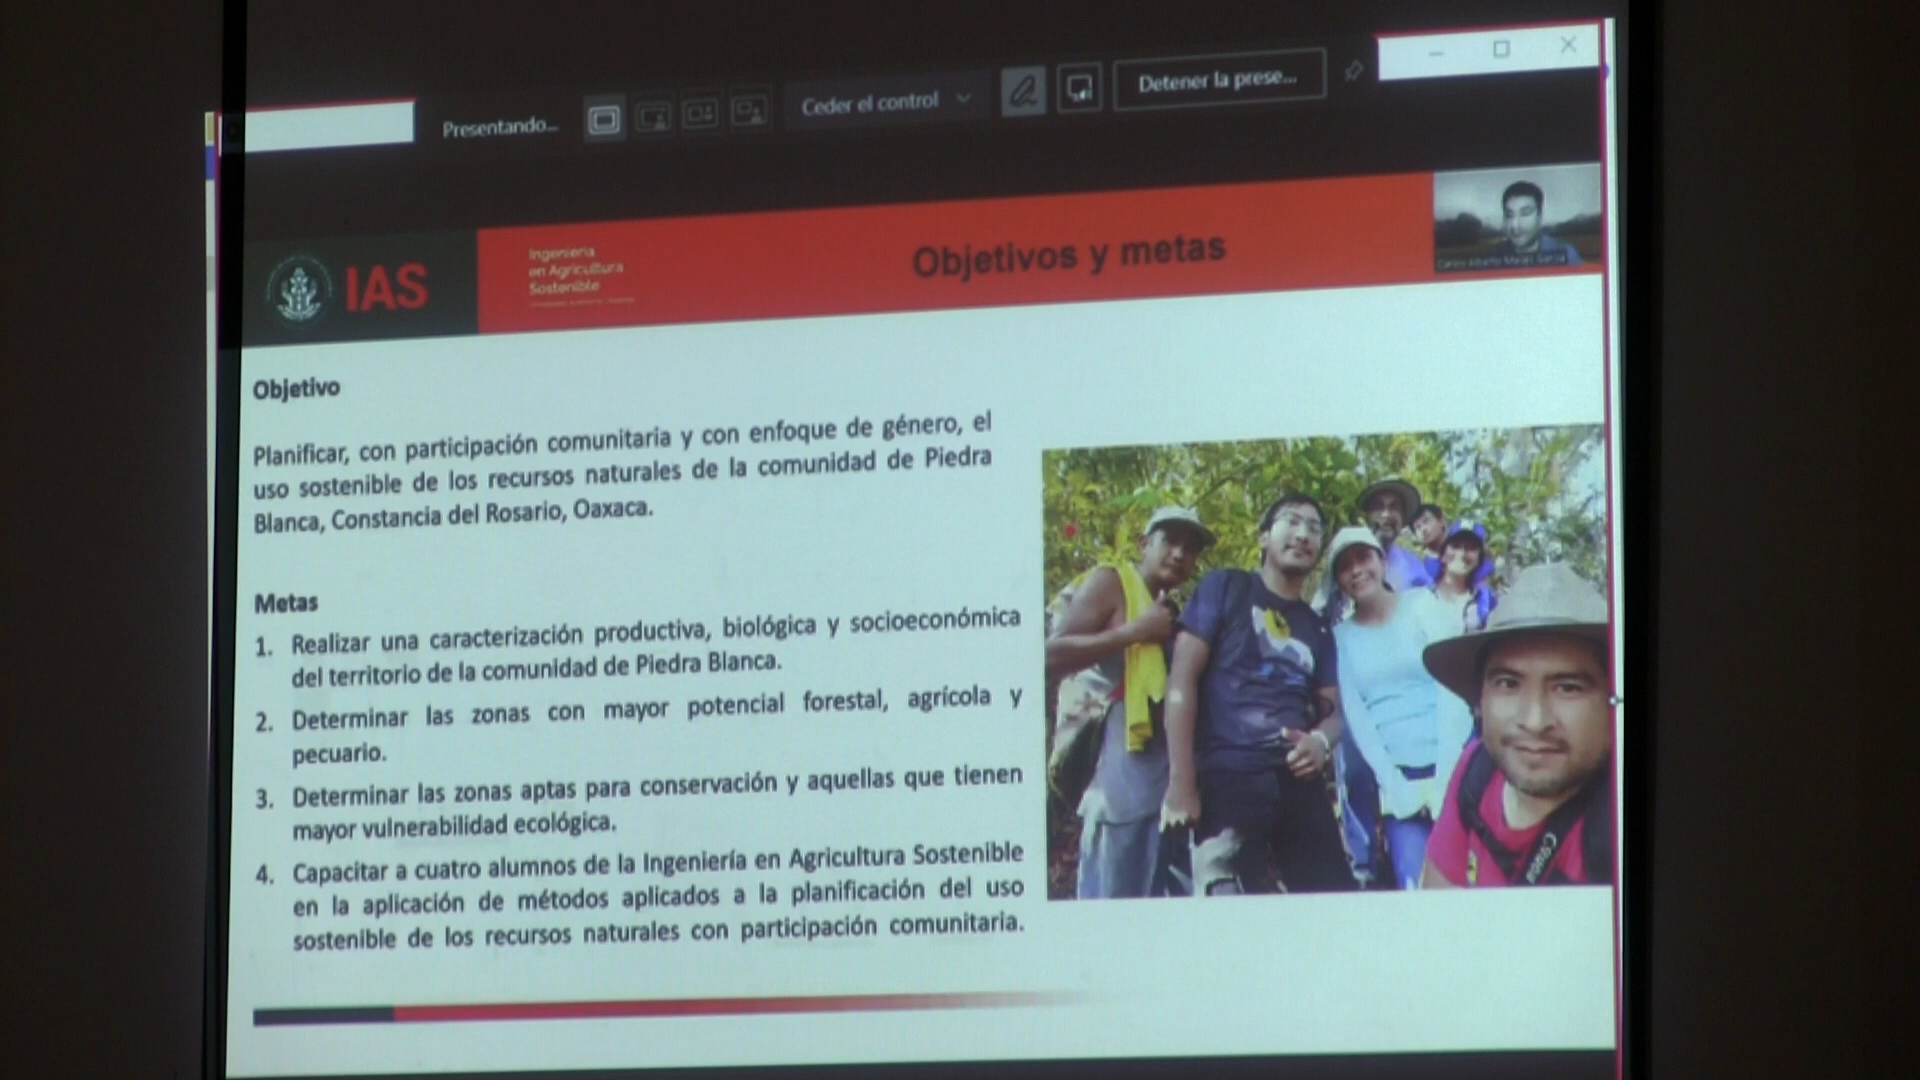 Presentando...
Ceder el control
Detener la prese...
IAS
Ingeniería
en Agricultura
Sostenible
Objetivos y metas
Objetivo
Planificar, con participación comunitaria y con enfoque de género, el
uso sostenible de los recursos naturales de la comunidad de Piedra
Blanca, Constancia del Rosario, Oaxaca.
Metas
1. Realizar una caracterización productiva, biológica y socioeconómica
del territorio de la comunidad de Piedra Blanca.
2. Determinar las zonas con mayor potencial forestal, agrícola y
pecuario.
3. Determinar las zonas aptas para conservación y aquellas que tienen
mayor vulnerabilidad ecológica.
4. Capacitar a cuatro alumnos de la Ingeniería en Agricultura Sostenible
en la aplicación de métodos aplicados a la planificación del uso
sostenible de los recursos naturales con participación comunitaria.
Canon